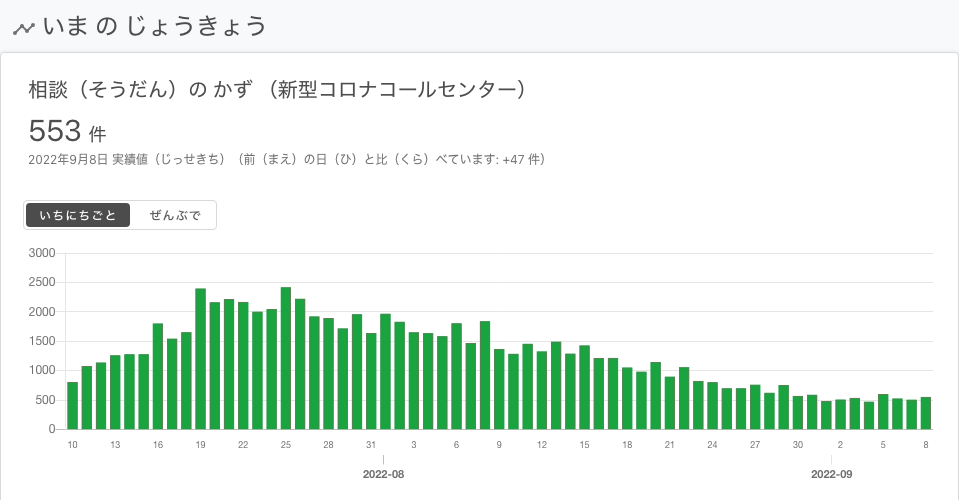 いま の じょうきょう
相談（そうだん）の かず （新型コロナコールセンター）
553 件
2022年9月8日 実績値（じっせきち）（前（まえ）の日（ひ）と比（くら）べています: +47 件）
いちにちごと ぜんぶで
3000
2500
2000
1500
1000
500
0
10 13 16 19 22 25 28 31 3 6 9 12 15 18 21 24 27 30 2 5 8
2022-08 2022-09